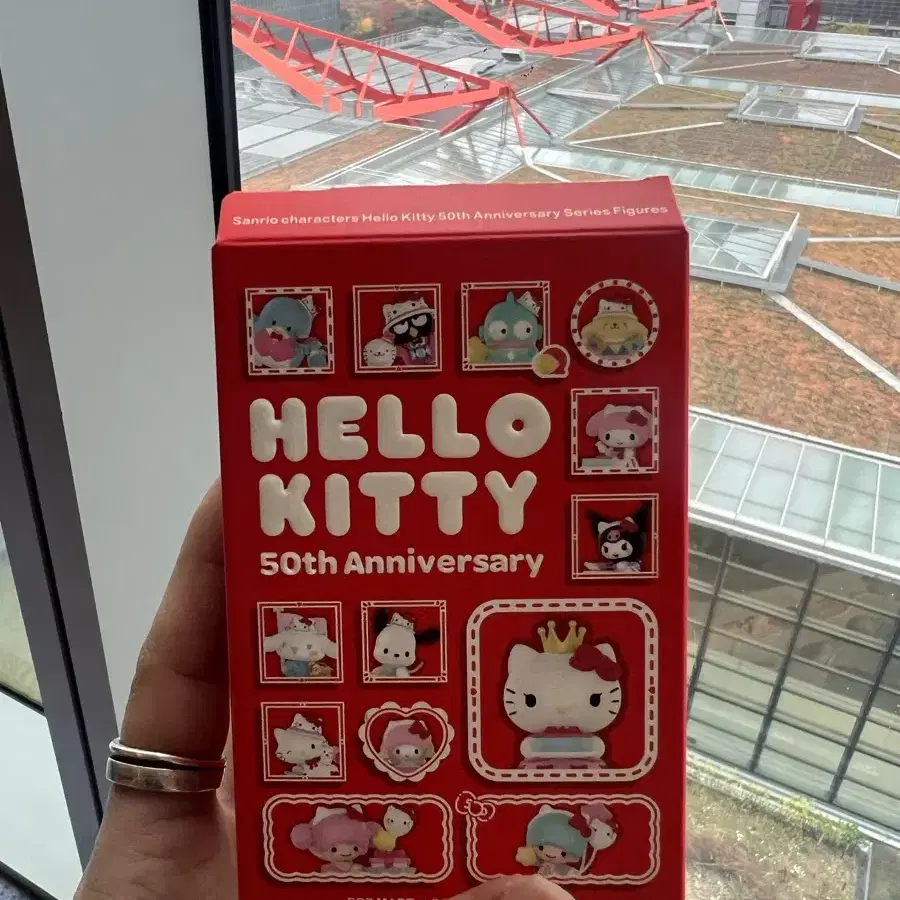 Sanrio characters Hello Kitty 50th Anniversary Series Figures
HELLO
KITTY
50th Anniversary